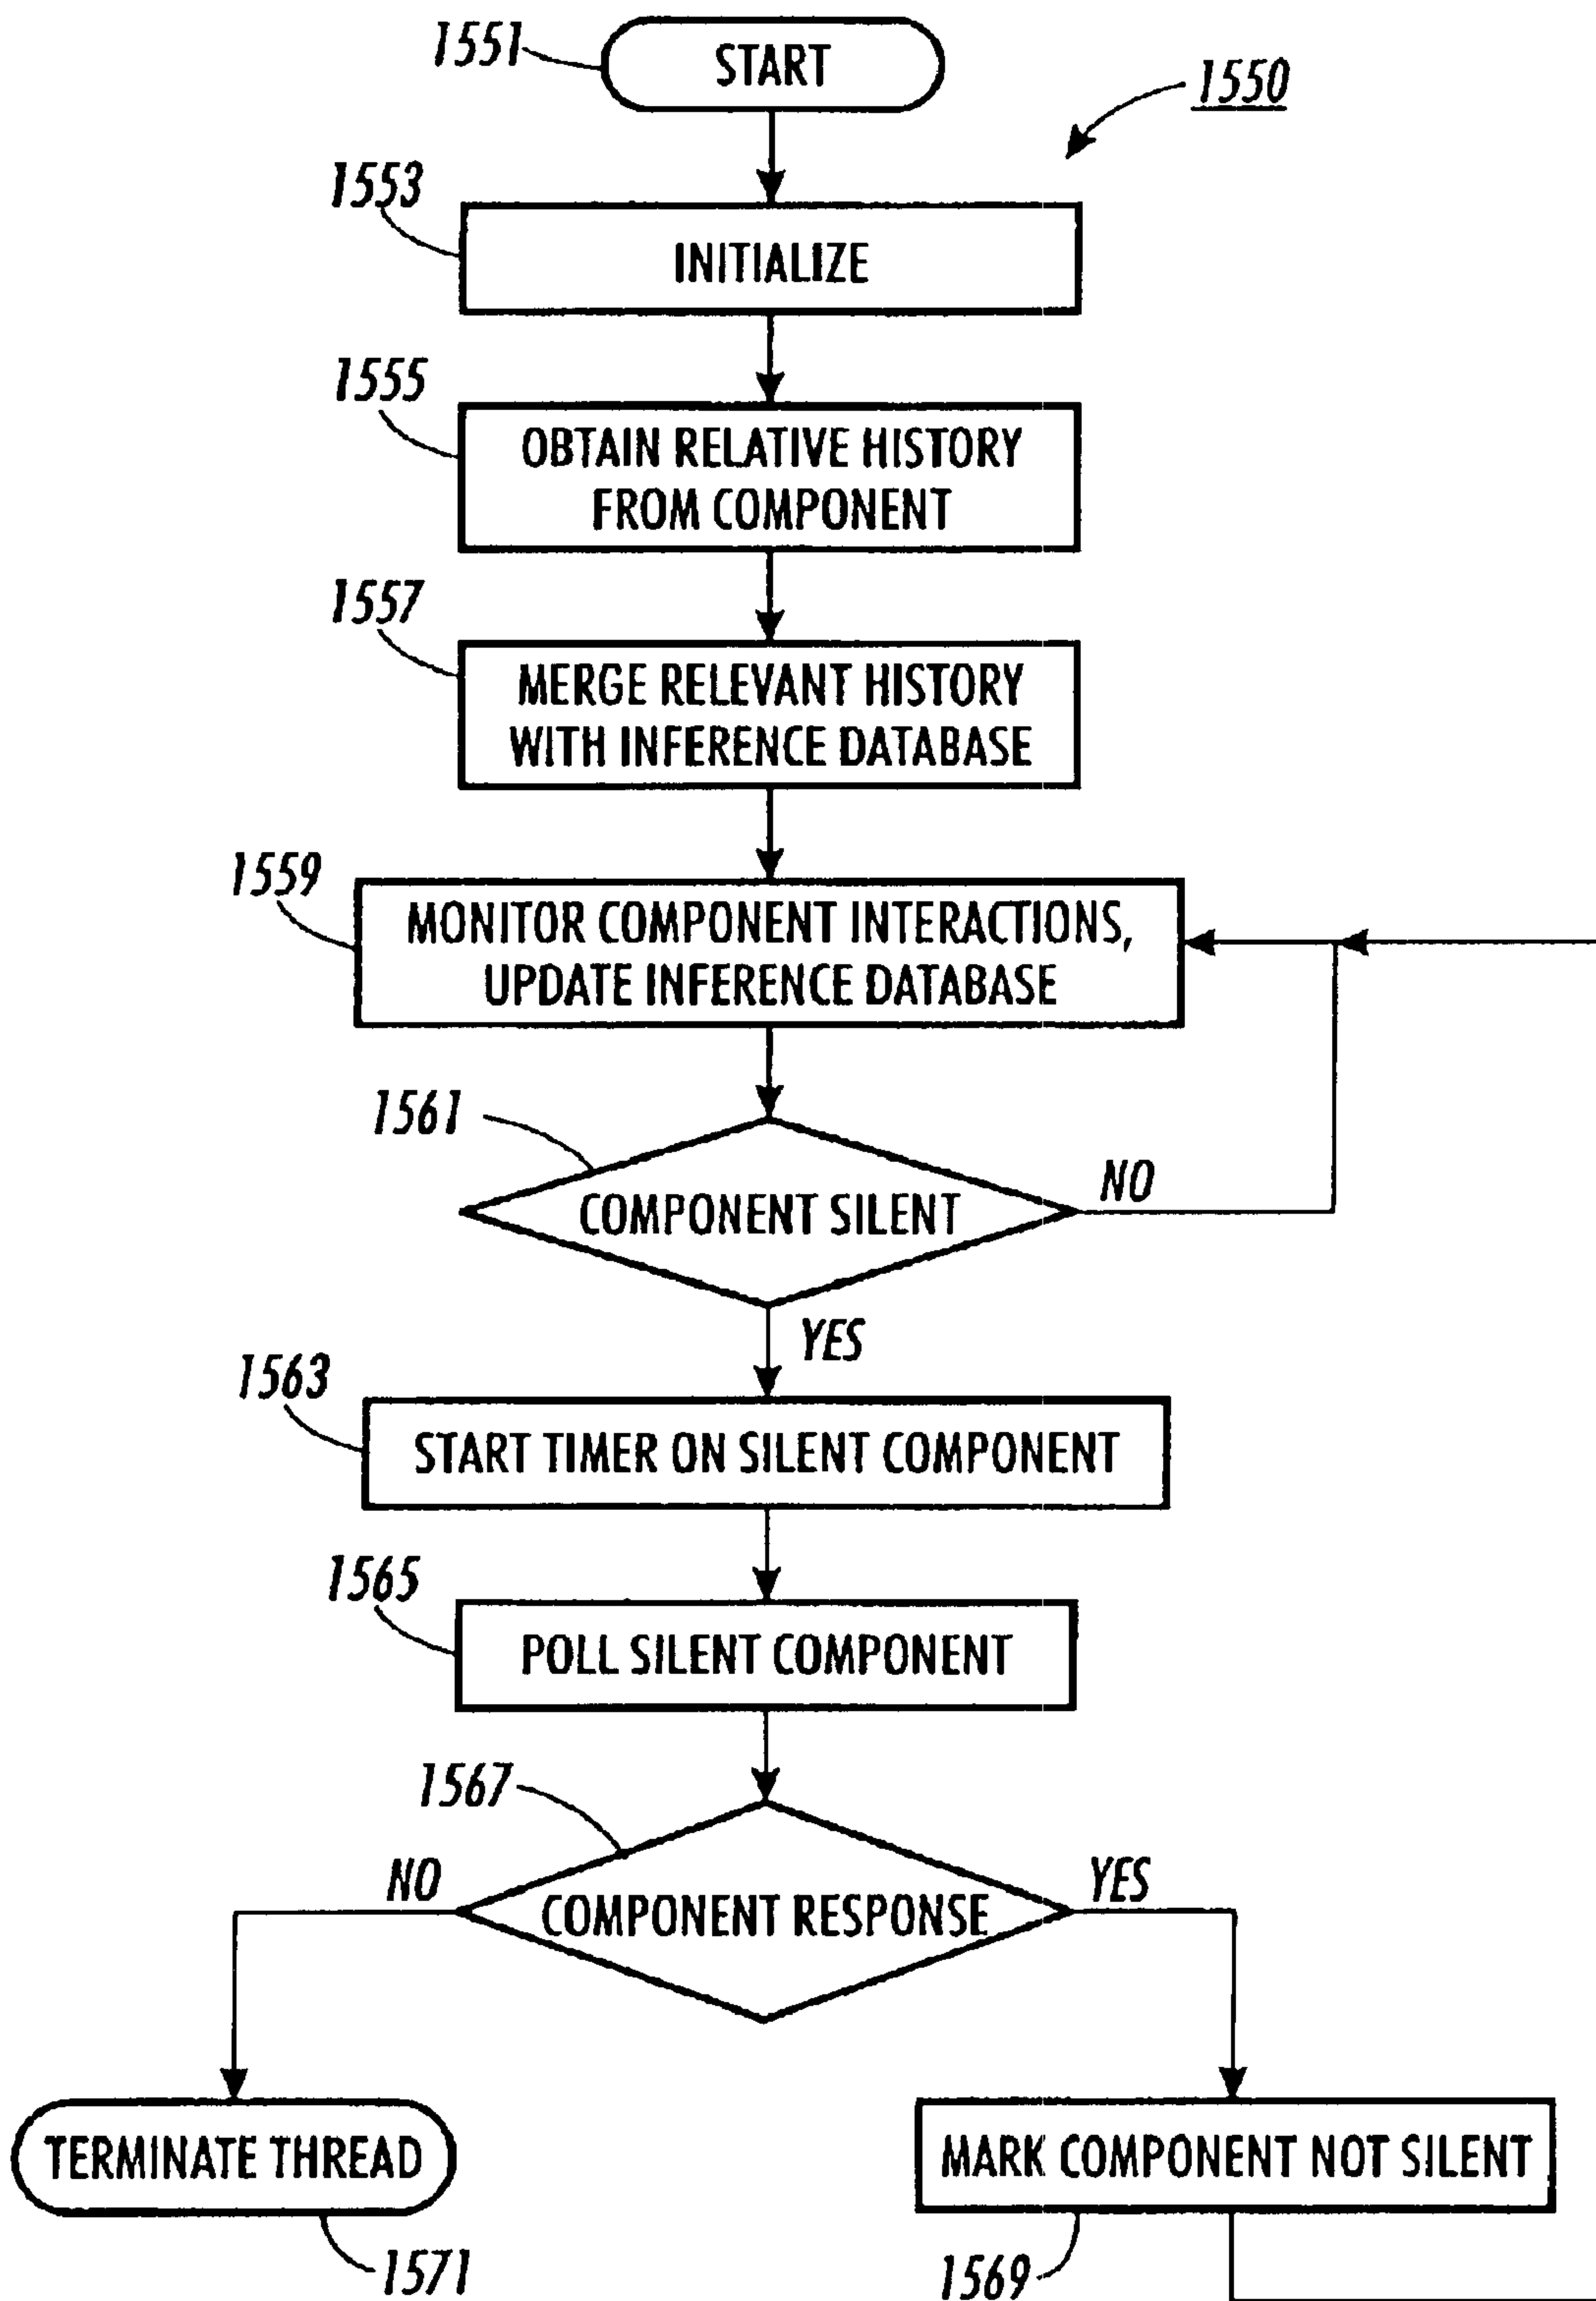 1551
START
1550
1553
INITIALIZE
1555
OBTAIN RELATIVE HISTORY
FROM COMPONENT
1557
MERGE RELEVANT HISTORY
WITH INFERENCE DATABASE
1559
MONITOR COMPONENT INTERACTIONS,
UPDATE INFERENCE DATABASE
1561
COMPONENT SILENT
NO
YES
1563
START TIMER ON SILENT COMPONENT
1565
POLL SILENT COMPONENT
1567
NO
COMPONENT RESPONSE
YES
TERMINATE THREAD
MARK COMPONENT NOT SILENT
1571
1569